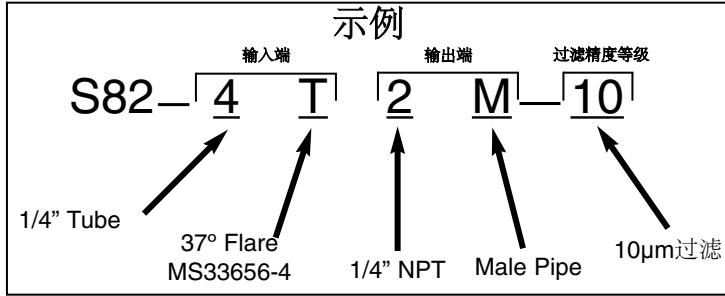 示例
输入端 输出端 过滤精度等级
S82-4 T 2 M-10
1/4” Tube
37º Flare
MS33656-4
1/4” NPT
Male Pipe
10µm过滤